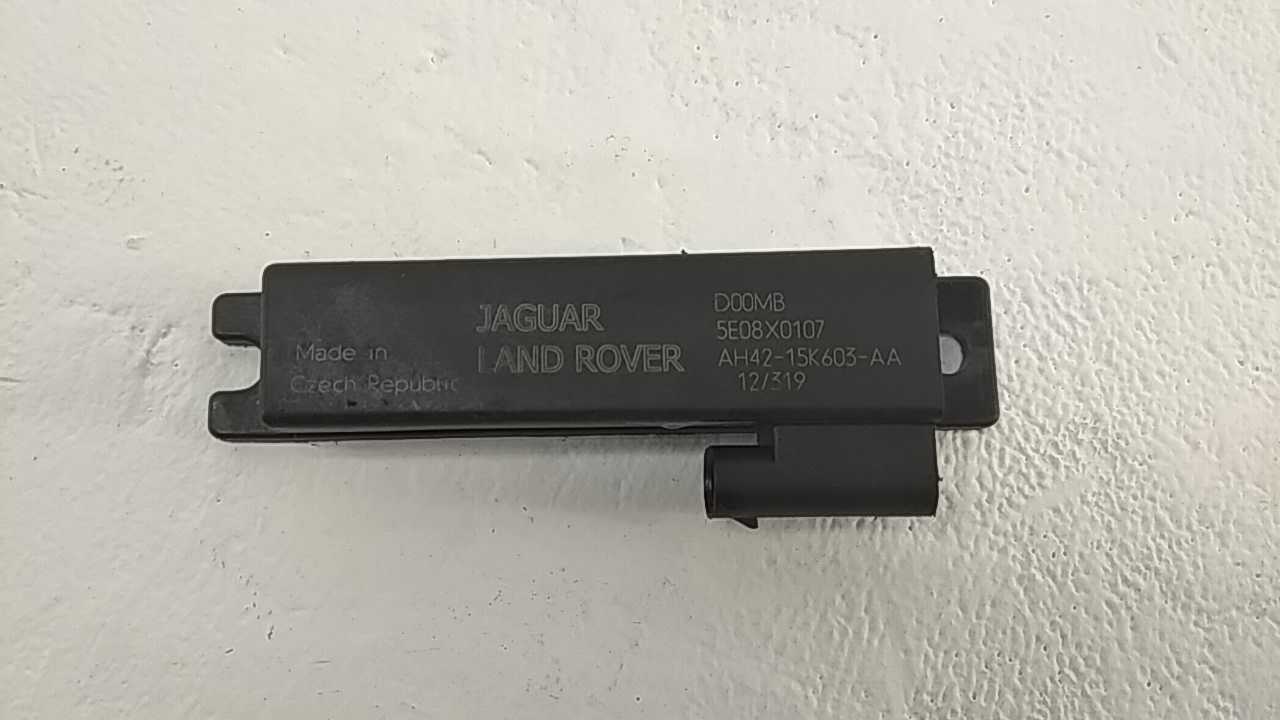 Made in
Czech Republic
JAGUAR
LAND ROVER
D00MB
5E08X0107
AH42-15K603-AA
12/319